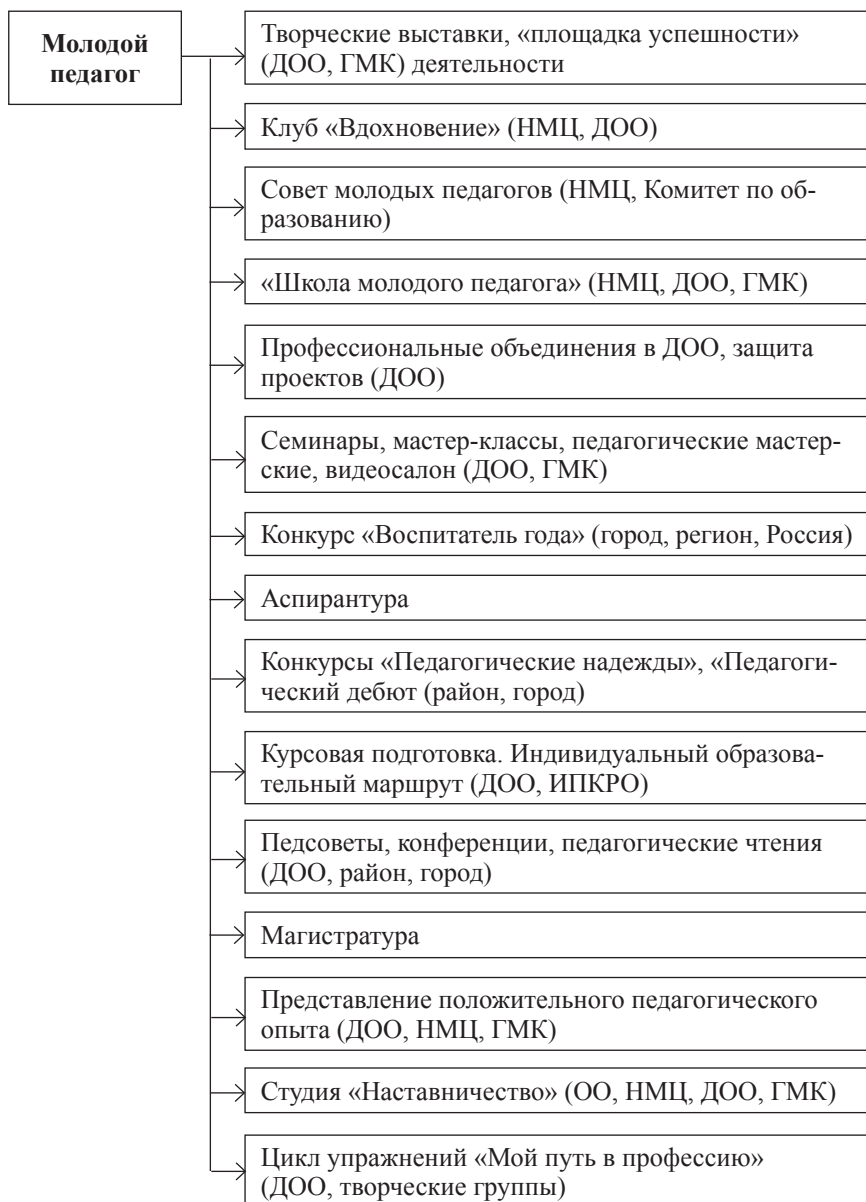 Молодой
педагог
Творческие выставки, «площадка успешности»
(ДОО, ГМК) деятельности
Клуб «Вдохновение» (НМЦ, ДОО)
Совет молодых педагогов (НМЦ, Комитет по об-
разованию)
«Школа молодого педагога» (НМЦ, ДОО, ГМК)
Профессиональные объединения в ДОО, защита
проектов (ДОО)
Семинары, мастер-классы, педагогические мастер-
ские, видеосалон (ДОО, ГМК)
Конкурс «Воспитатель года» (город, регион, Россия)
Аспирантура
Конкурсы «Педагогические надежды», «Педагоги-
ческий дебют (район, город)
Курсовая подготовка. Индивидуальный образова-
тельный маршрут (ДОО, ИПКРО)
Педсоветы, конференции, педагогические чтения
(ДОО, район, город)
Магистратура
Представление положительного педагогического
опыта (ДОО, НМЦ, ГМК)
Студия «Наставничество» (ОО, НМЦ, ДОО, ГМК)
Цикл упражнений «Мой путь в профессию»
(ДОО, творческие группы)